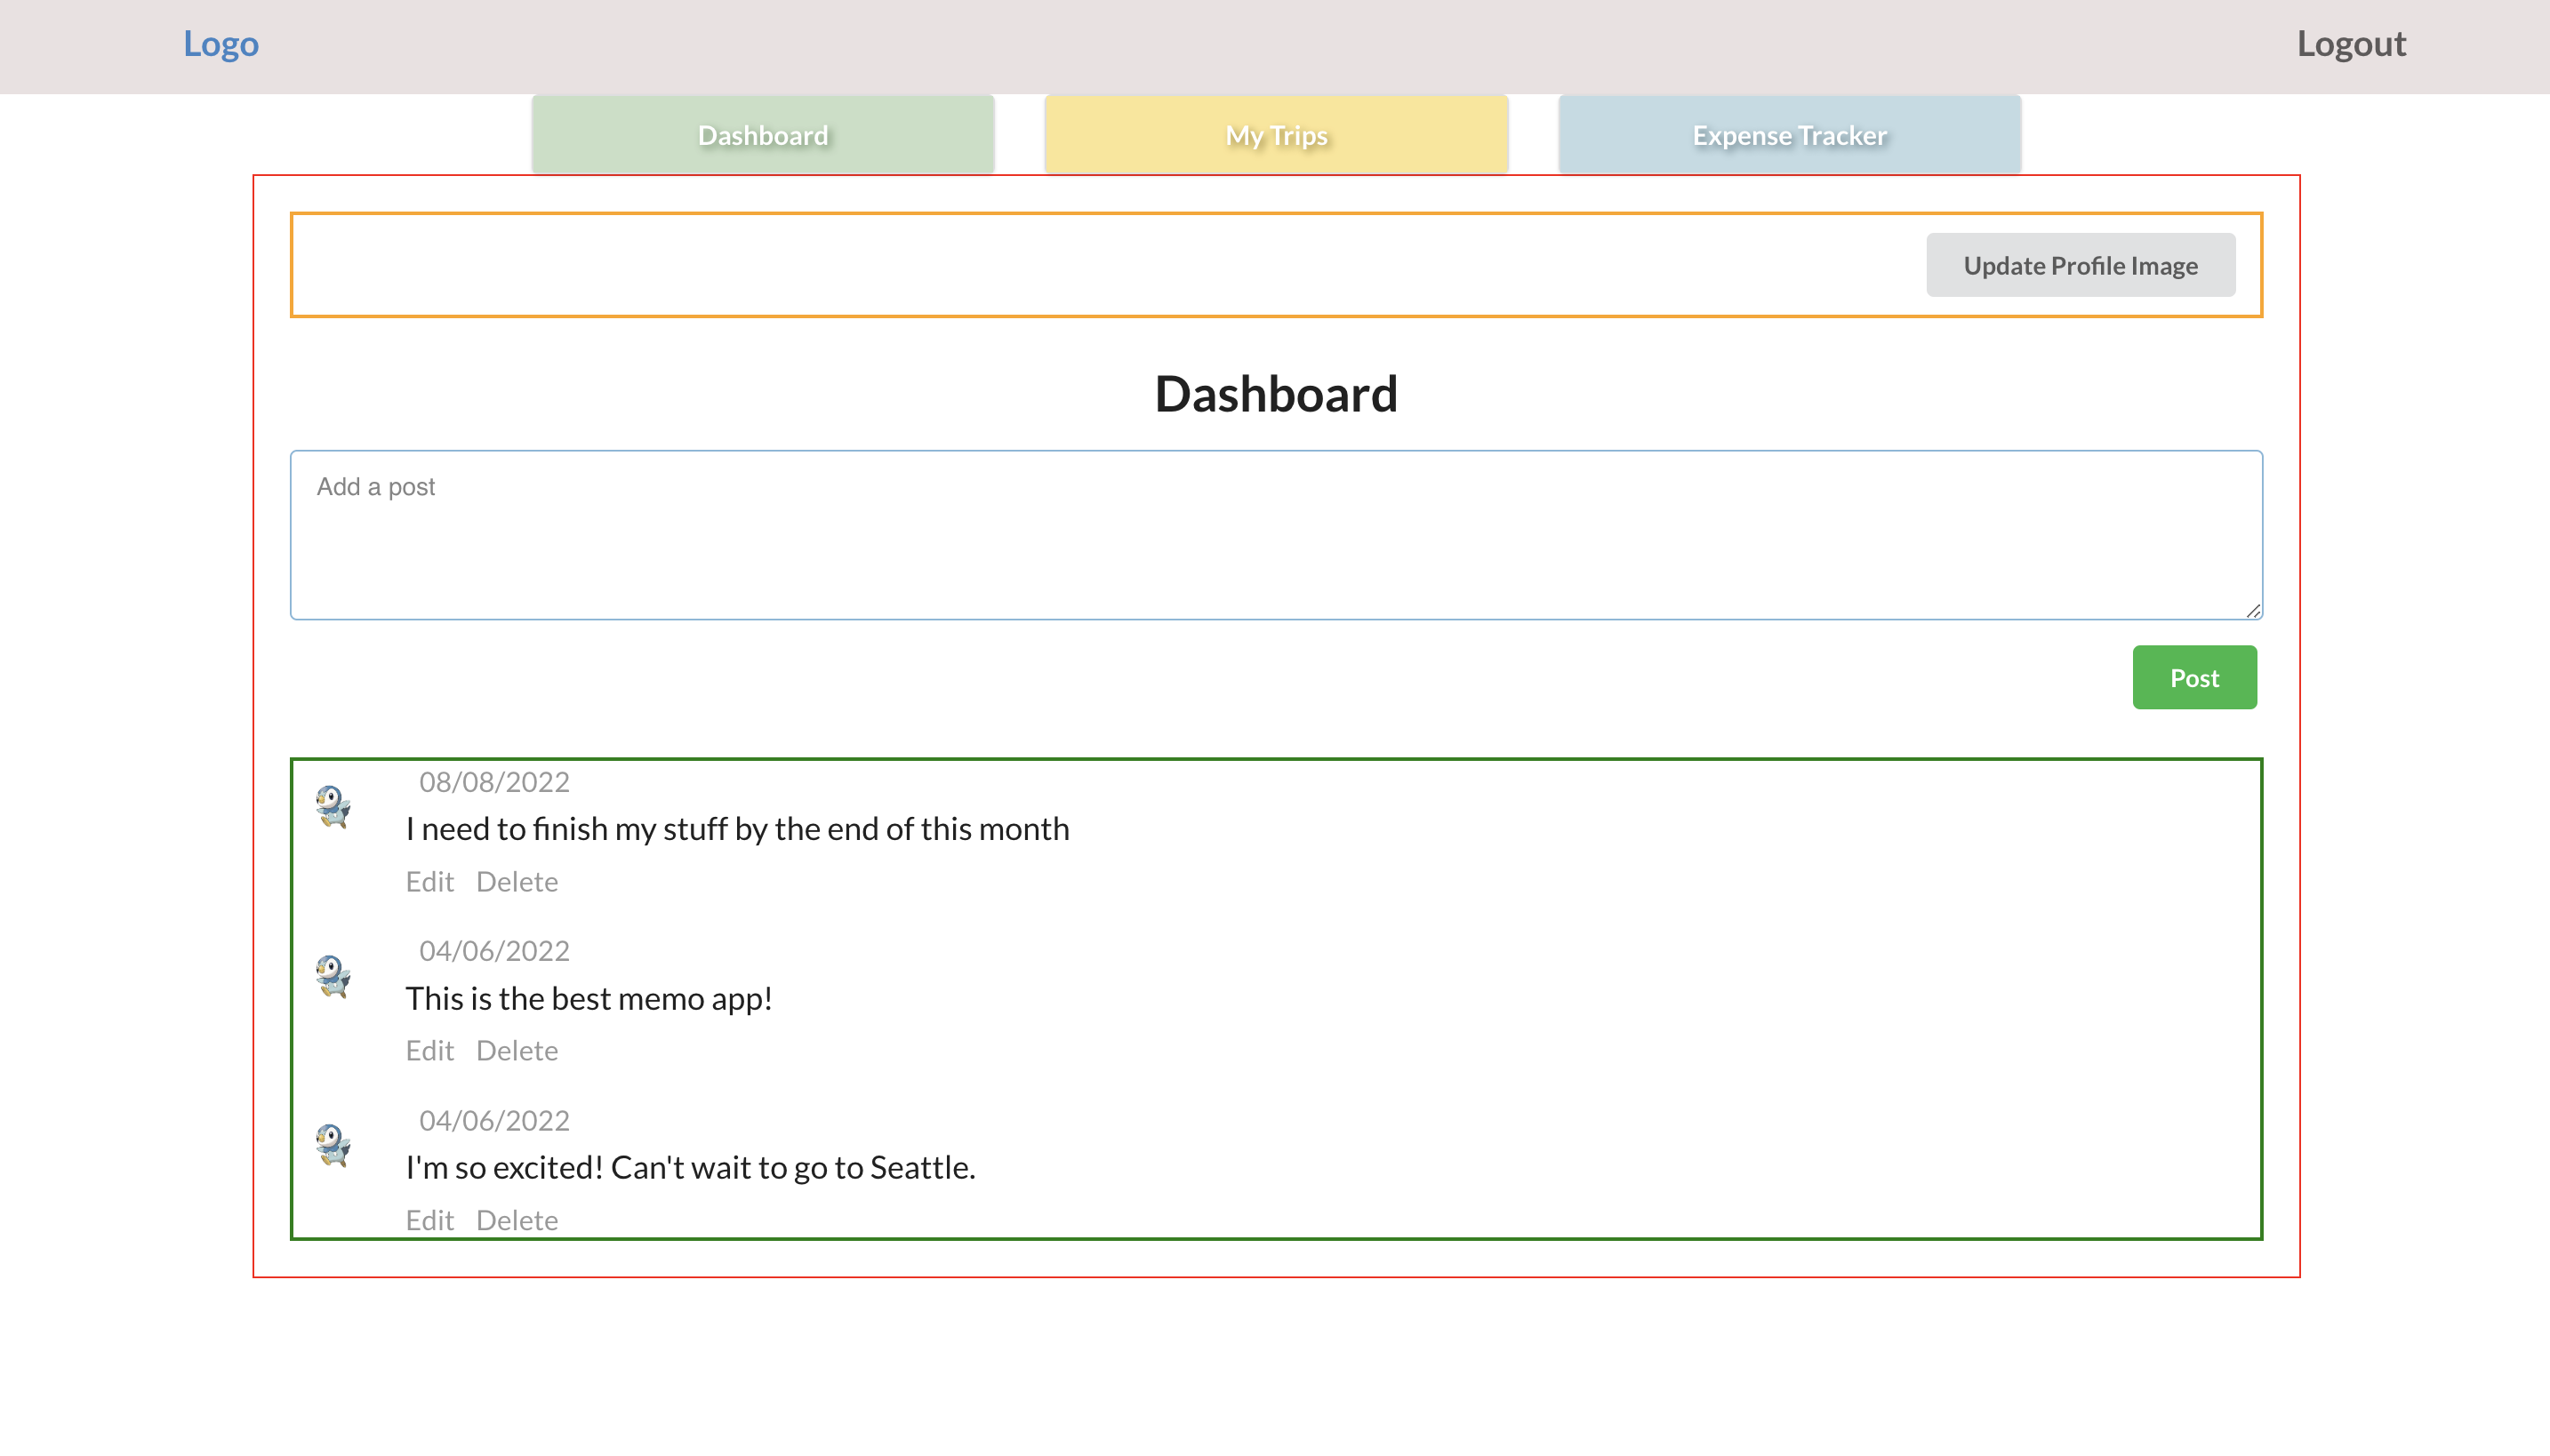 Logo
Logout
Dashboard
My Trips
Expense Tracker
Update Profile Image
Dashboard
Add a post
Post
08/08/2022
I need to finish my stuff by the end of this month
Edit Delete
04/06/2022
This is the best memo app!
Edit Delete
04/06/2022
I'm so excited! Can't wait to go to Seattle.
Edit Delete